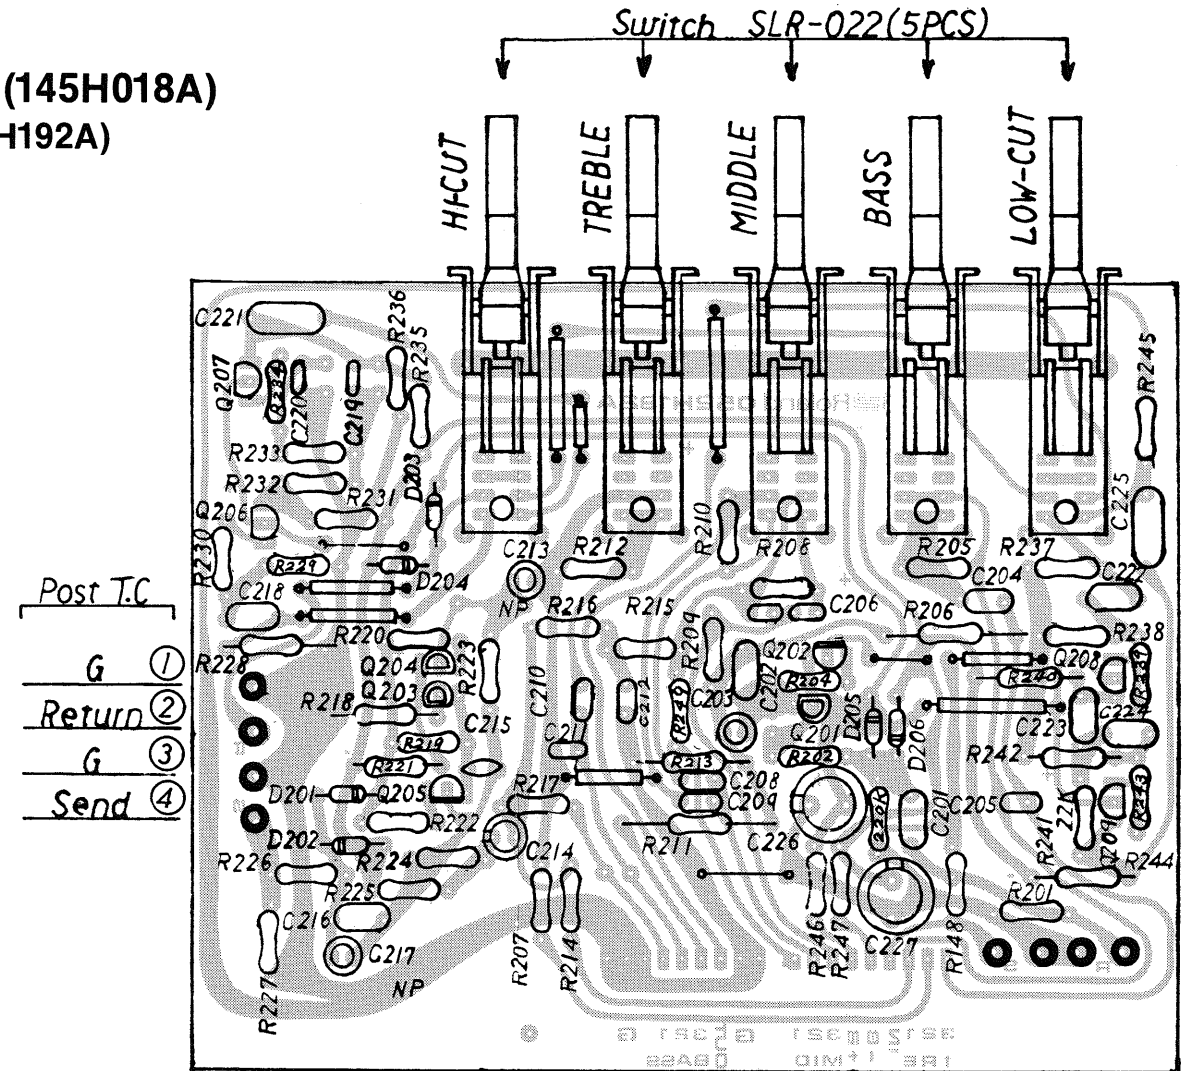 Switch SLR-022(5PCS)
(145H018A)
H192A)
HI-CUT
TREBLE
MIDDLE
BASS
LOW-CUT
C221
R236
R235
R245
Q207
R234
C220
C219
R233
R232
R231
D203
C225
Q206
R210
R230
C213
R212
R208
R205
R237
R229
D204
C204
Post T.C
C218
NP
R216
R215
C206
R206
R220
R209
R238
R228
Q204
R223
Q202
Q208
G ①
Q203
C210
C212
C203
C202
R204
R240
Return ②
R218
C215
D205
R219
C211
Q201
D206
C223
G ③
R221
R213
R202
R242
Send ④
D201
Q205
R217
C208
C209
C201
C205
22K
R243
D202
R222
C214
R211
C226
220K
R241
Q209
R226
R224
R244
R225
R201
C216
C217
R207
R214
R246
R247
C227
R148
R227
NP